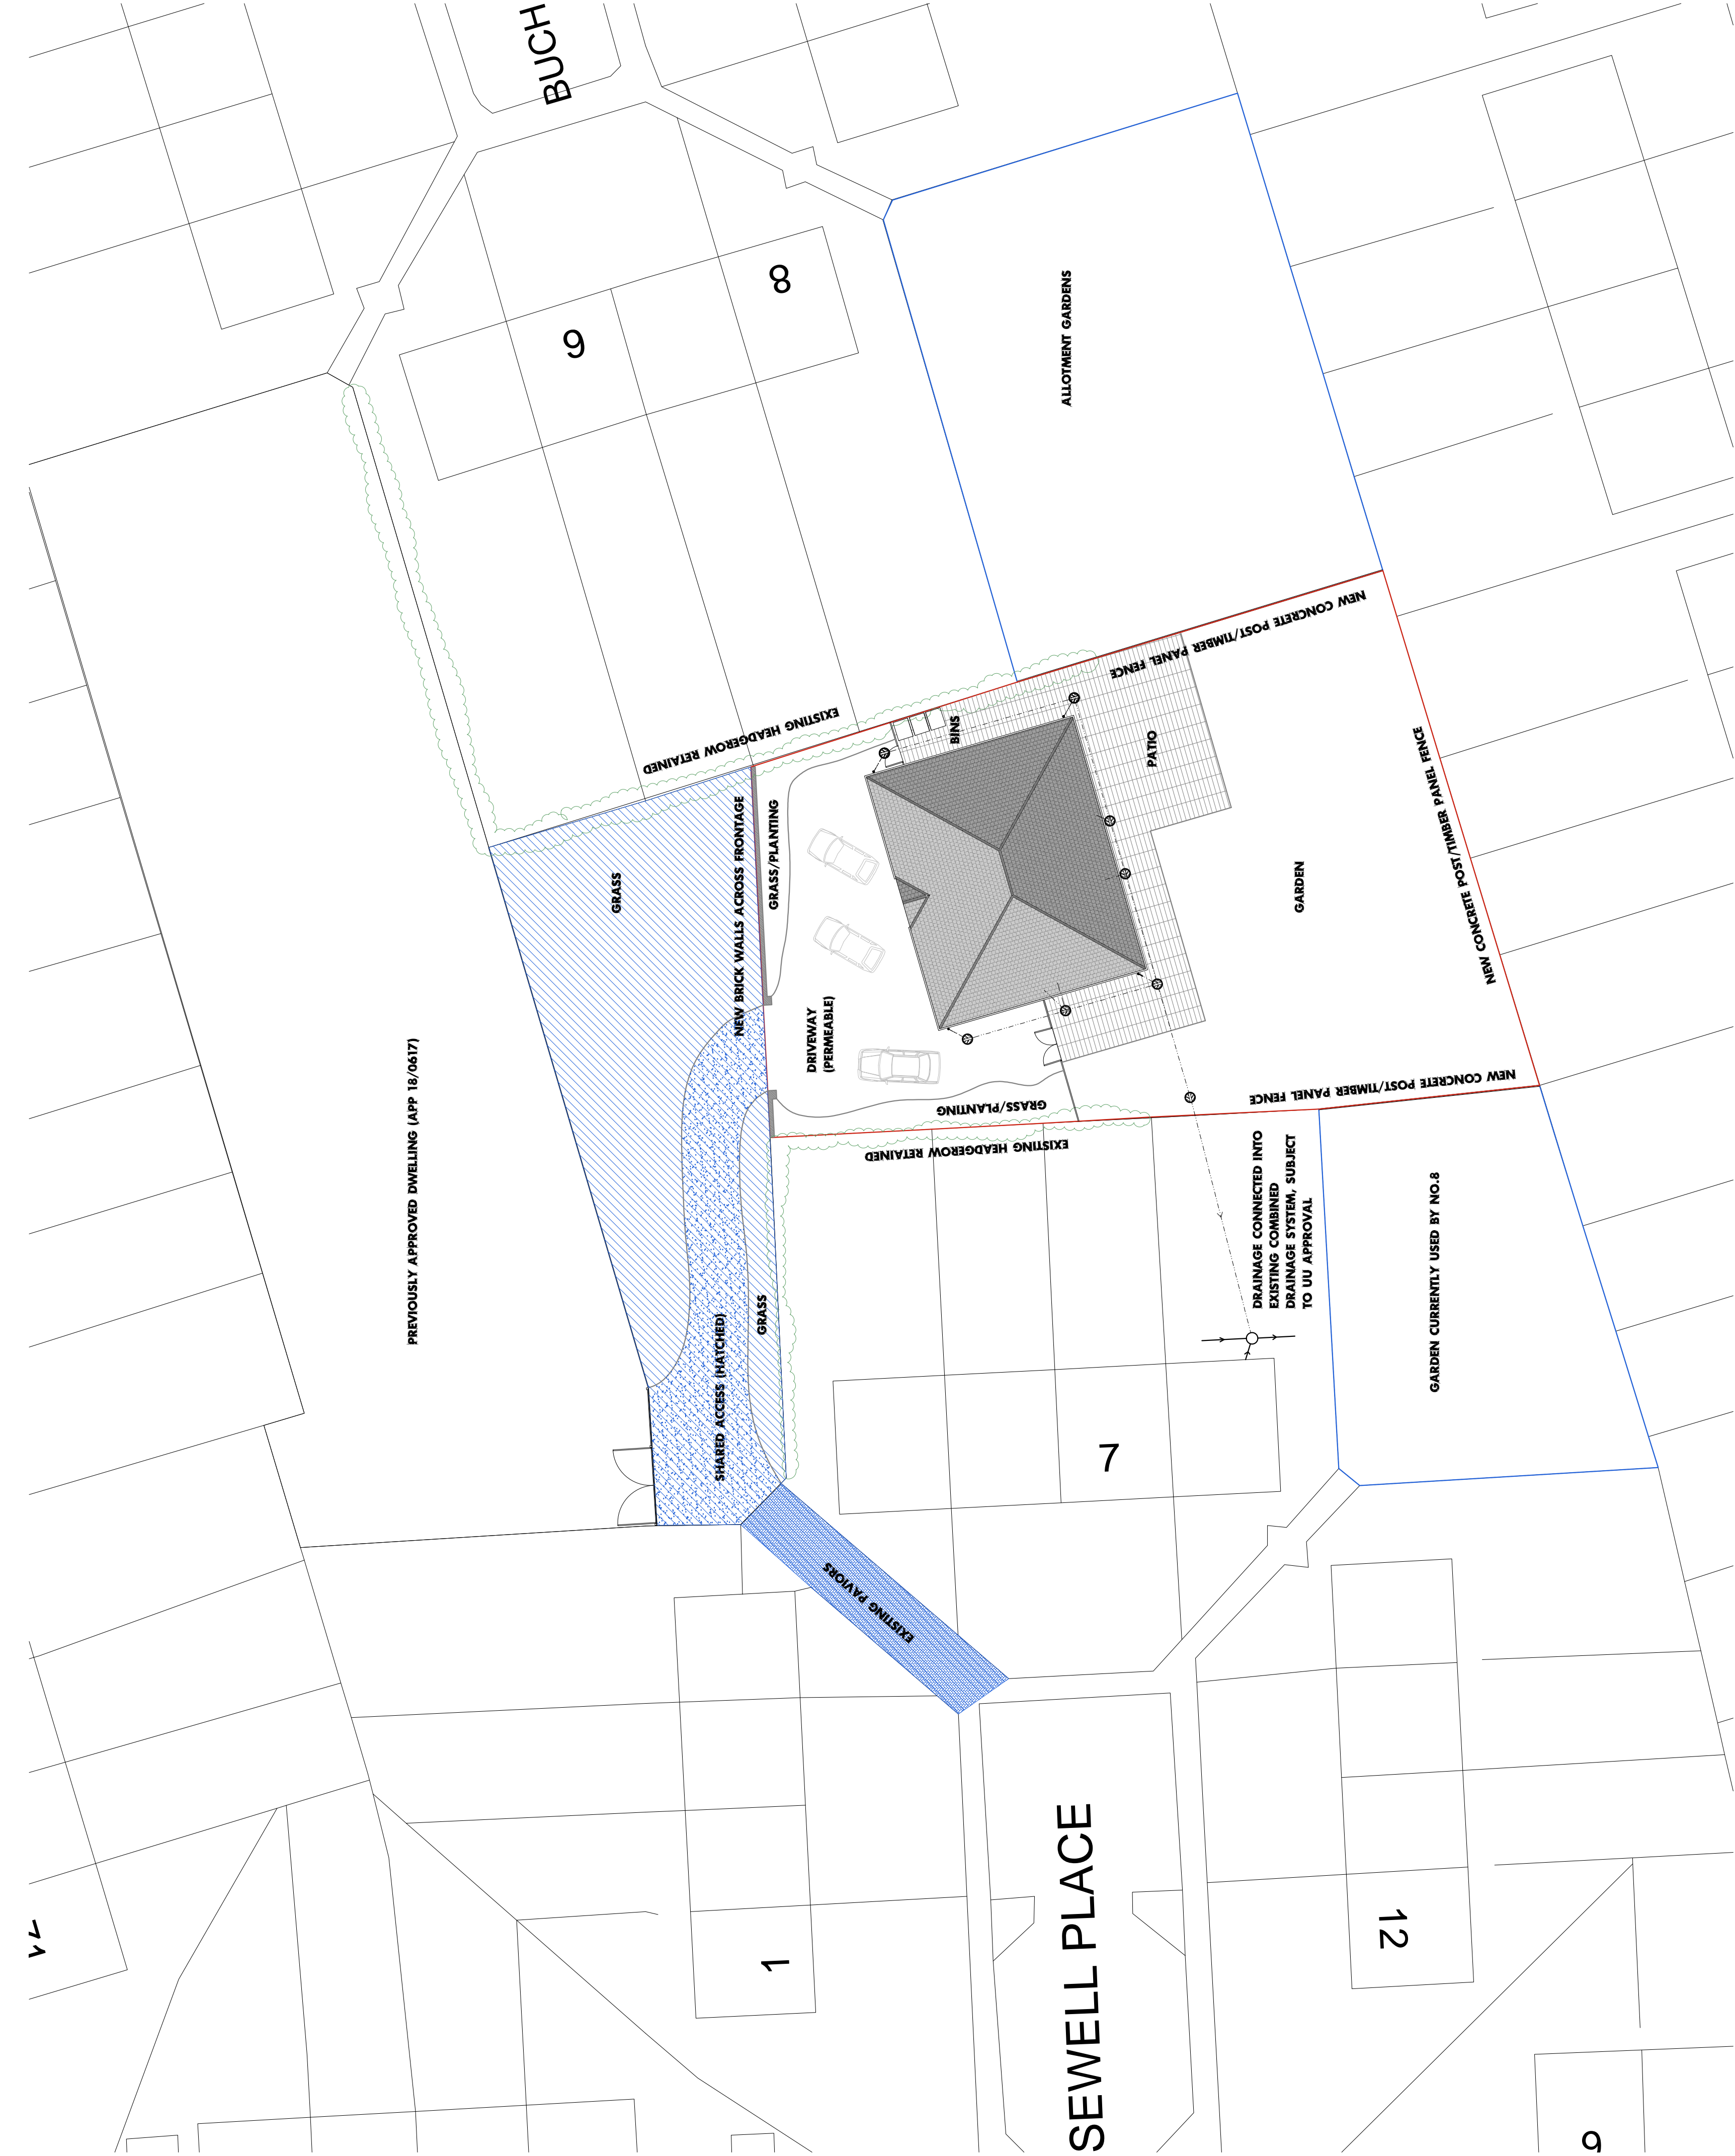 BUCH
8
9
ALLOTMENT GARDENS
NEW CONCRETE POST/TIMBER PANEL FENCE
EXISTING HEADGEROW RETAINED
BINS
PATIO
NEW BRICK WALLS ACROSS FRONTAGE
GRASS/PLANTING
GRASS
GARDEN
NEW CONCRETE POST/TIMBER PANEL FENCE
DRIVEWAY
(PERMEABLE)
PREVIOUSLY APPROVED DWELLING (APP 18/0617)
GRASS/PLANTING
NEW CONCRETE POST/TIMBER PANEL FENCE
EXISTING HEADGEROW RETAINED
DRAINAGE CONNECTED INTO
EXISTING COMBINED
DRAINAGE SYSTEM, SUBJECT
TO UU APPROVAL
GARDEN CURRENTLY USED BY NO.8
GRASS
SHARED ACCESS (HATCHED)
7
EXISTING PAVIORS
SEWELL PLACE
1
12